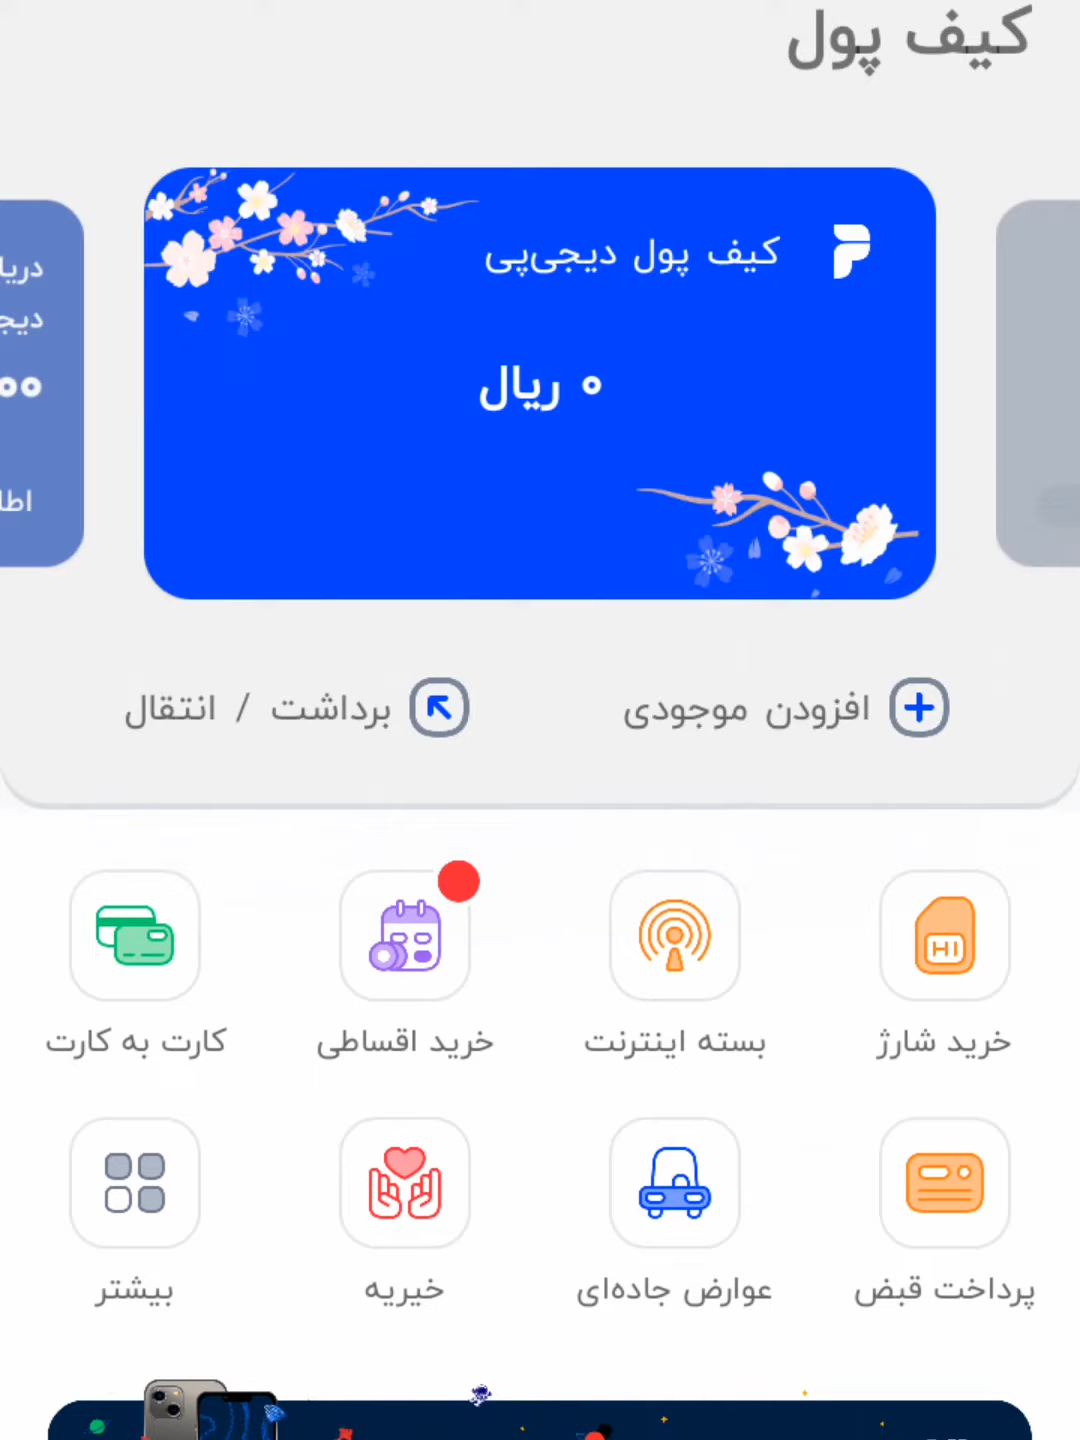 کیف پول
کیف پول دیجی‌پی
۰ ریال
افزودن موجودی
برداشت / انتقال
خرید شارژ
بسته اینترنت
خرید اقساطی
کارت به کارت
HI
پرداخت قبض
عوارض جاده‌ای
خیریه
بیشتر